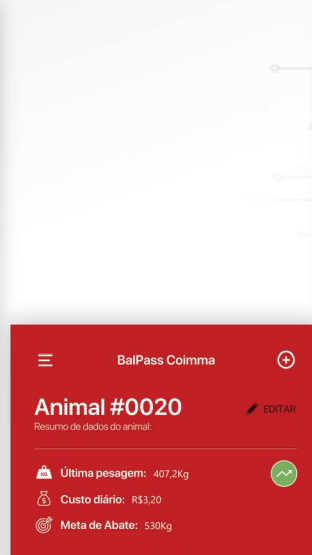 BalPass Coimma
Animal #0020
EDITAR
Resumo de dados do animal:
KG Última pesagem: 407,2Kg
$ Custo diário: R$3,20
Meta de Abate: 530Kg